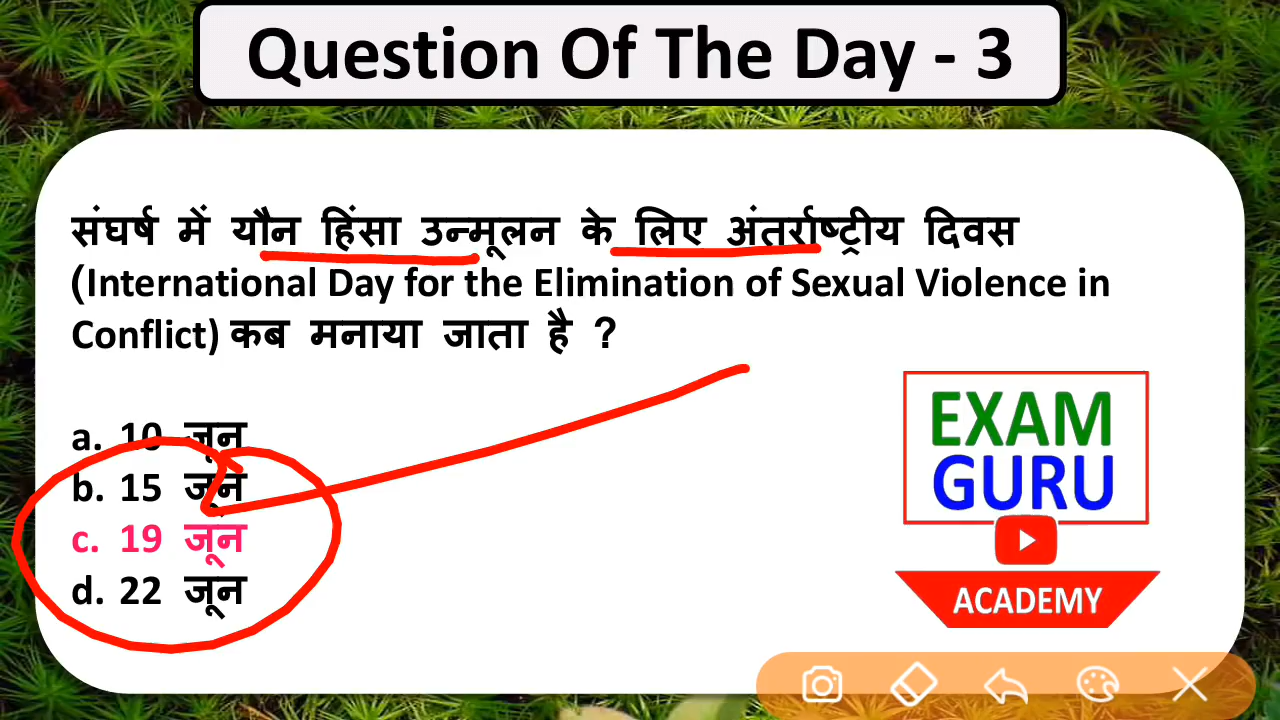 Question Of The Day - 3
संघर्ष में यौन हिंसा उन्मूलन के लिए अंतर्राष्ट्रीय दिवस
(International Day for the Elimination of Sexual Violence in
Conflict) कब मनाया जाता है ?
a. 10 जून
b. 15 जून
c. 19 जून
d. 22 जून
EXAM
GURU
ACADEMY